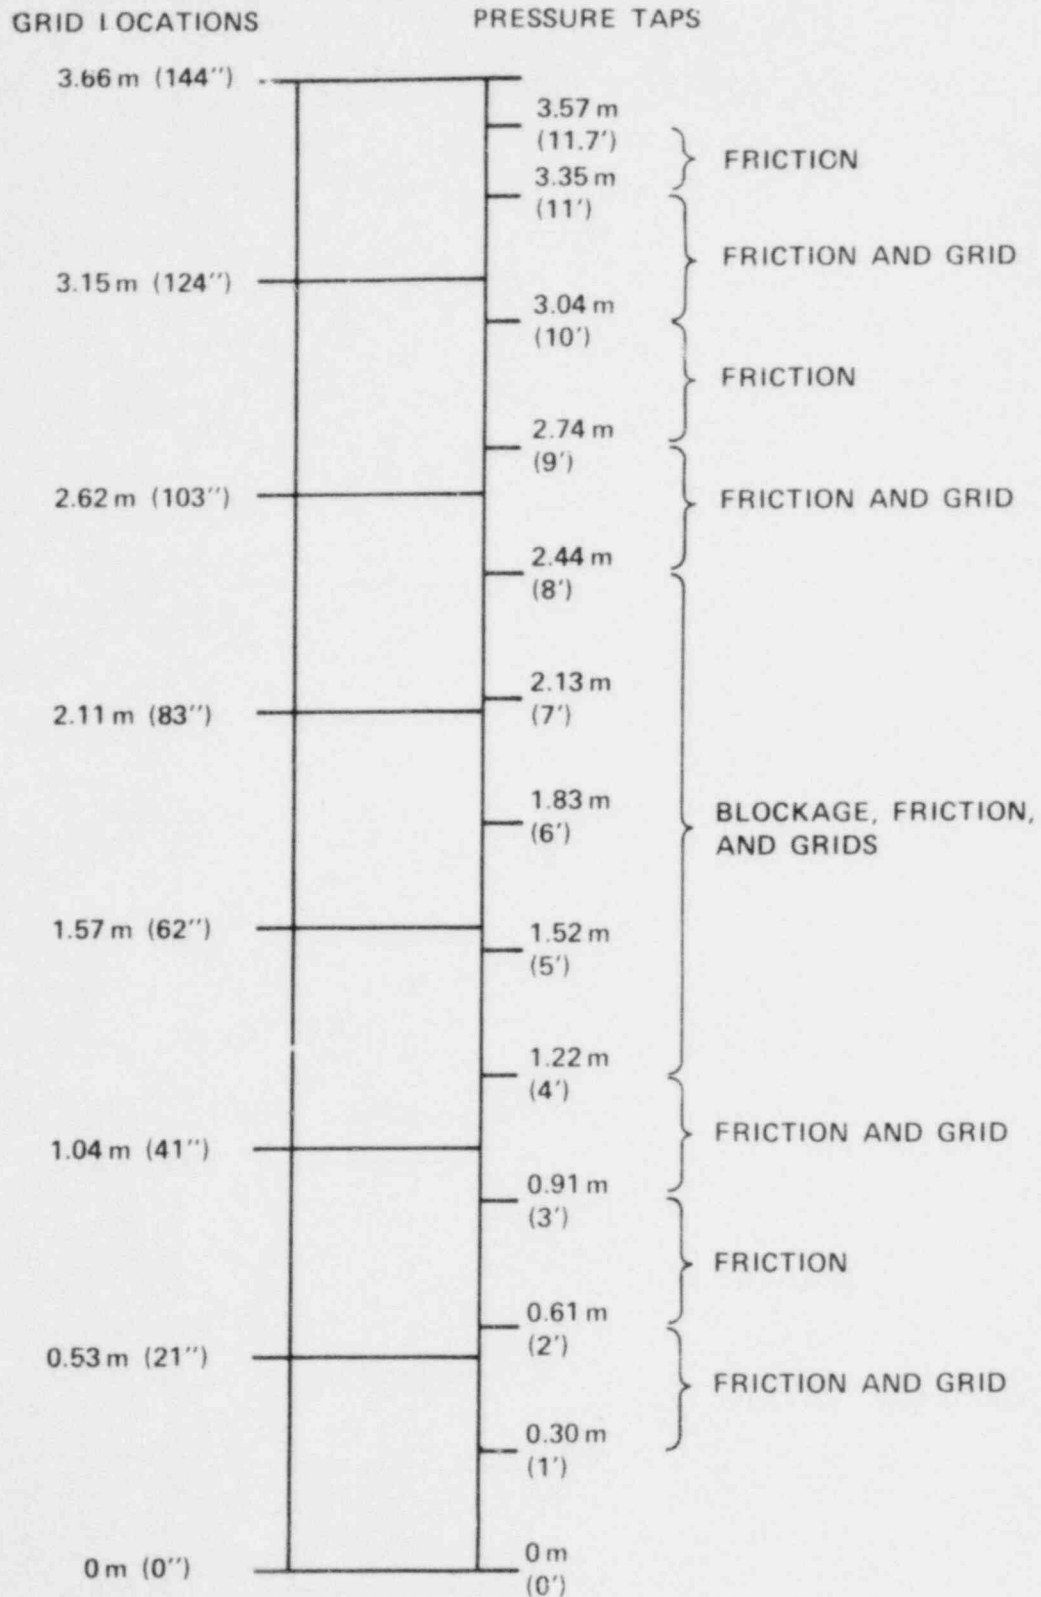 GRID LOCATIONS
PRESSURE TAPS
3.66 m (144'')
3.57 m
(11.7')
FRICTION
3.35 m
(11')
FRICTION AND GRID
3.15 m (124'')
3.04 m
(10')
FRICTION
2.74 m
(9')
2.62 m (103'')
FRICTION AND GRID
2.44 m
(8')
2.13 m
(7')
2.11 m (83'')
1.83 m
(6')
BLOCKAGE, FRICTION,
AND GRIDS
1.57 m (62'')
1.52 m
(5')
1.22 m
(4')
FRICTION AND GRID
1.04 m (41'')
0.91 m
(3')
FRICTION
0.61 m
(2')
0.53 m (21'')
FRICTION AND GRID
0.30 m
(1')
0 m (0'')
0 m
(0')